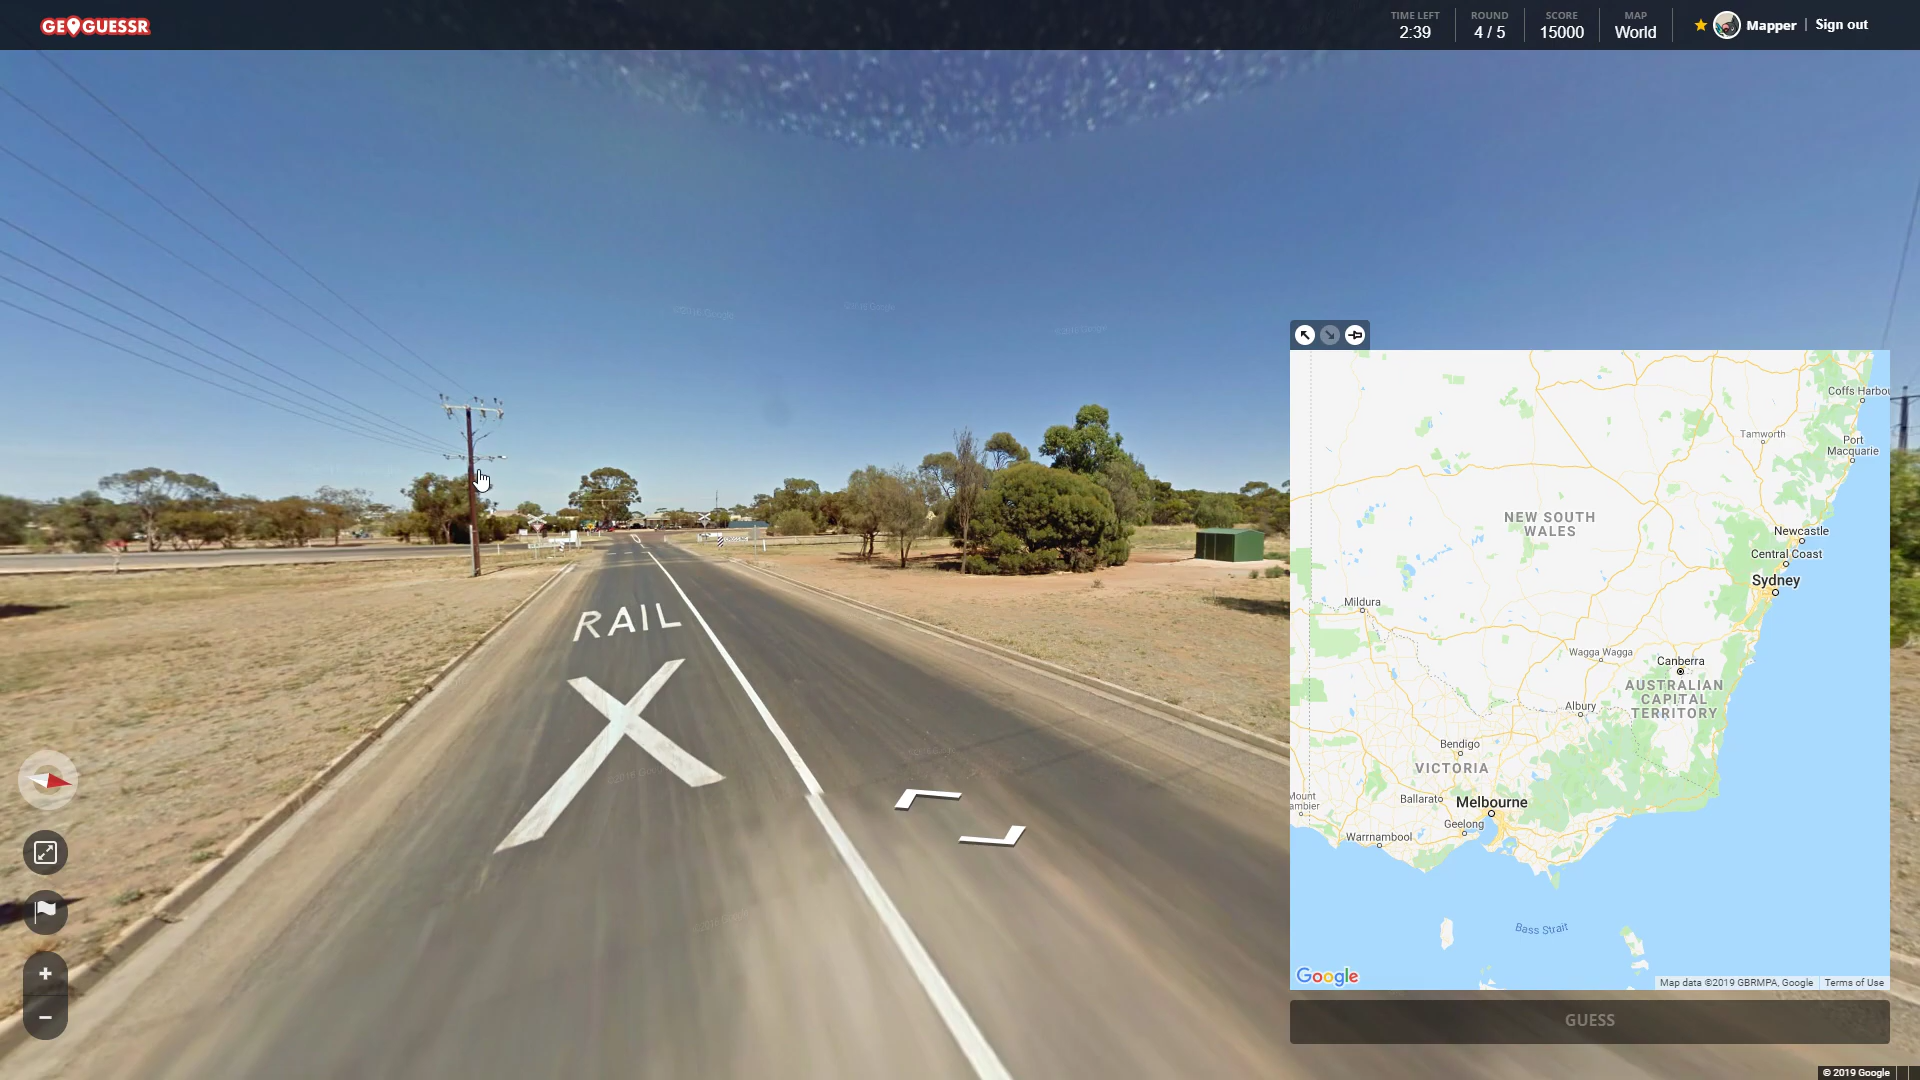 GEOGUESSR
TIME LEFT
2:39
ROUND
4 / 5
SCORE
15000
MAP
World
Mapper
Sign out
RAIL
Coffs Harbou
Tamworth
Port
Macquarie
NEW SOUTH
WALES
Newcastle
Central Coast
Sydney
Mildura
Wagga Wagga
Canberra
AUSTRALIAN
CAPITAL
TERRITORY
Albury
Bendigo
VICTORIA
Mount
ambier
Ballarat
Melbourne
Geelong
Warrnambool
Bass Strait
Google
Map data ©2019 GBRMPA, Google
Terms of Use
GUESS
© 2019 Google